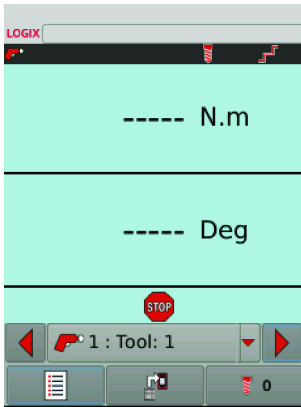 LOGIX
----- N.m
----- Deg
STOP
1 : Tool: 1
0